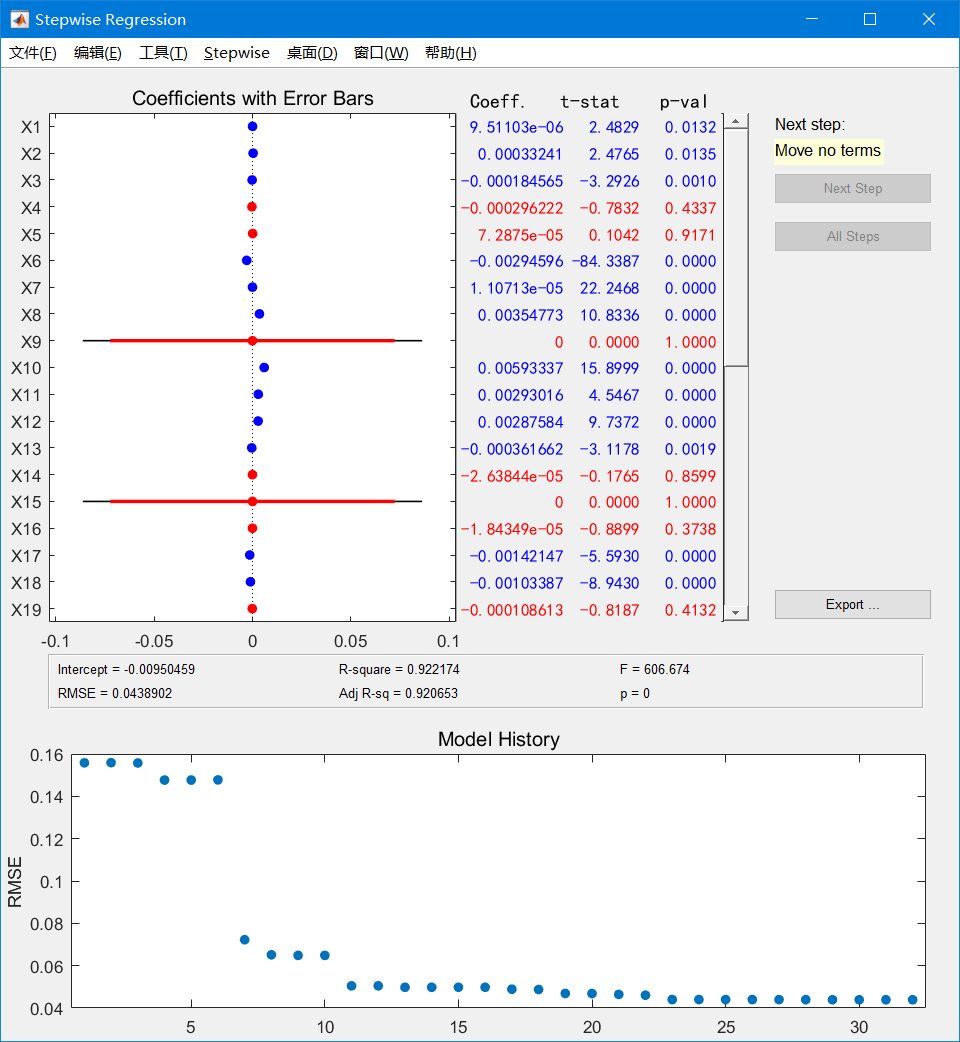 Stepwise Regression
文件(F) 编辑(E) 工具(T) Stepwise 桌面(D) 窗口(W) 帮助(H)
Coefficients with Error Bars
Coeff. t-stat p-val
X1 9.51103e-06 2.4829 0.0132
X2 0.00033241 2.4765 0.0135
X3 -0.000184565 -3.2926 0.0010
X4 -0.000296222 -0.7832 0.4337
X5 7.2875e-05 0.1042 0.9171
X6 -0.00294596 -84.3387 0.0000
X7 1.10713e-05 22.2468 0.0000
X8 0.00354773 10.8336 0.0000
X9 0 0.0000 1.0000
X10 0.00593337 15.8999 0.0000
X11 0.00293016 4.5467 0.0000
X12 0.00287584 9.7372 0.0000
X13 -0.000361662 -3.1178 0.0019
X14 -2.63844e-05 -0.1765 0.8599
X15 0 0.0000 1.0000
X16 -1.84349e-05 -0.8899 0.3738
X17 -0.00142147 -5.5930 0.0000
X18 -0.00103387 -8.9430 0.0000
X19 -0.000108613 -0.8187 0.4132
-0.1 -0.05 0 0.05 0.1
Next step:
Move no terms
Next Step
All Steps
Export ...
Intercept = -0.00950459 R-square = 0.922174 F = 606.674
RMSE = 0.0438902 Adj R-sq = 0.920653 p = 0
Model History
RMSE
0.16
0.14
0.12
0.1
0.08
0.06
0.04
5 10 15 20 25 30